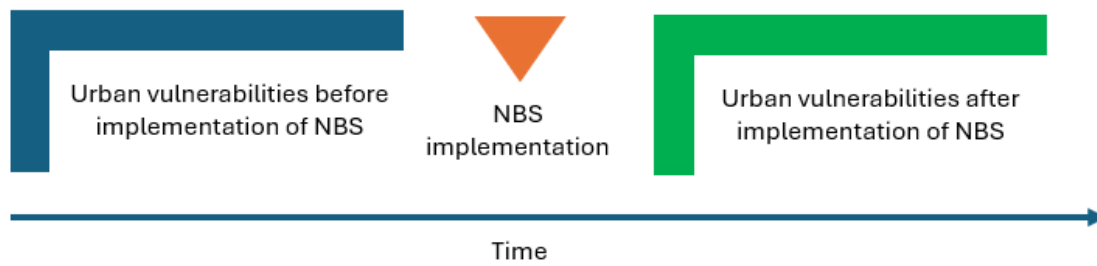 Urban vulnerabilities before
implementation of NBS
NBS
implementation
Urban vulnerabilities after
implementation of NBS
Time